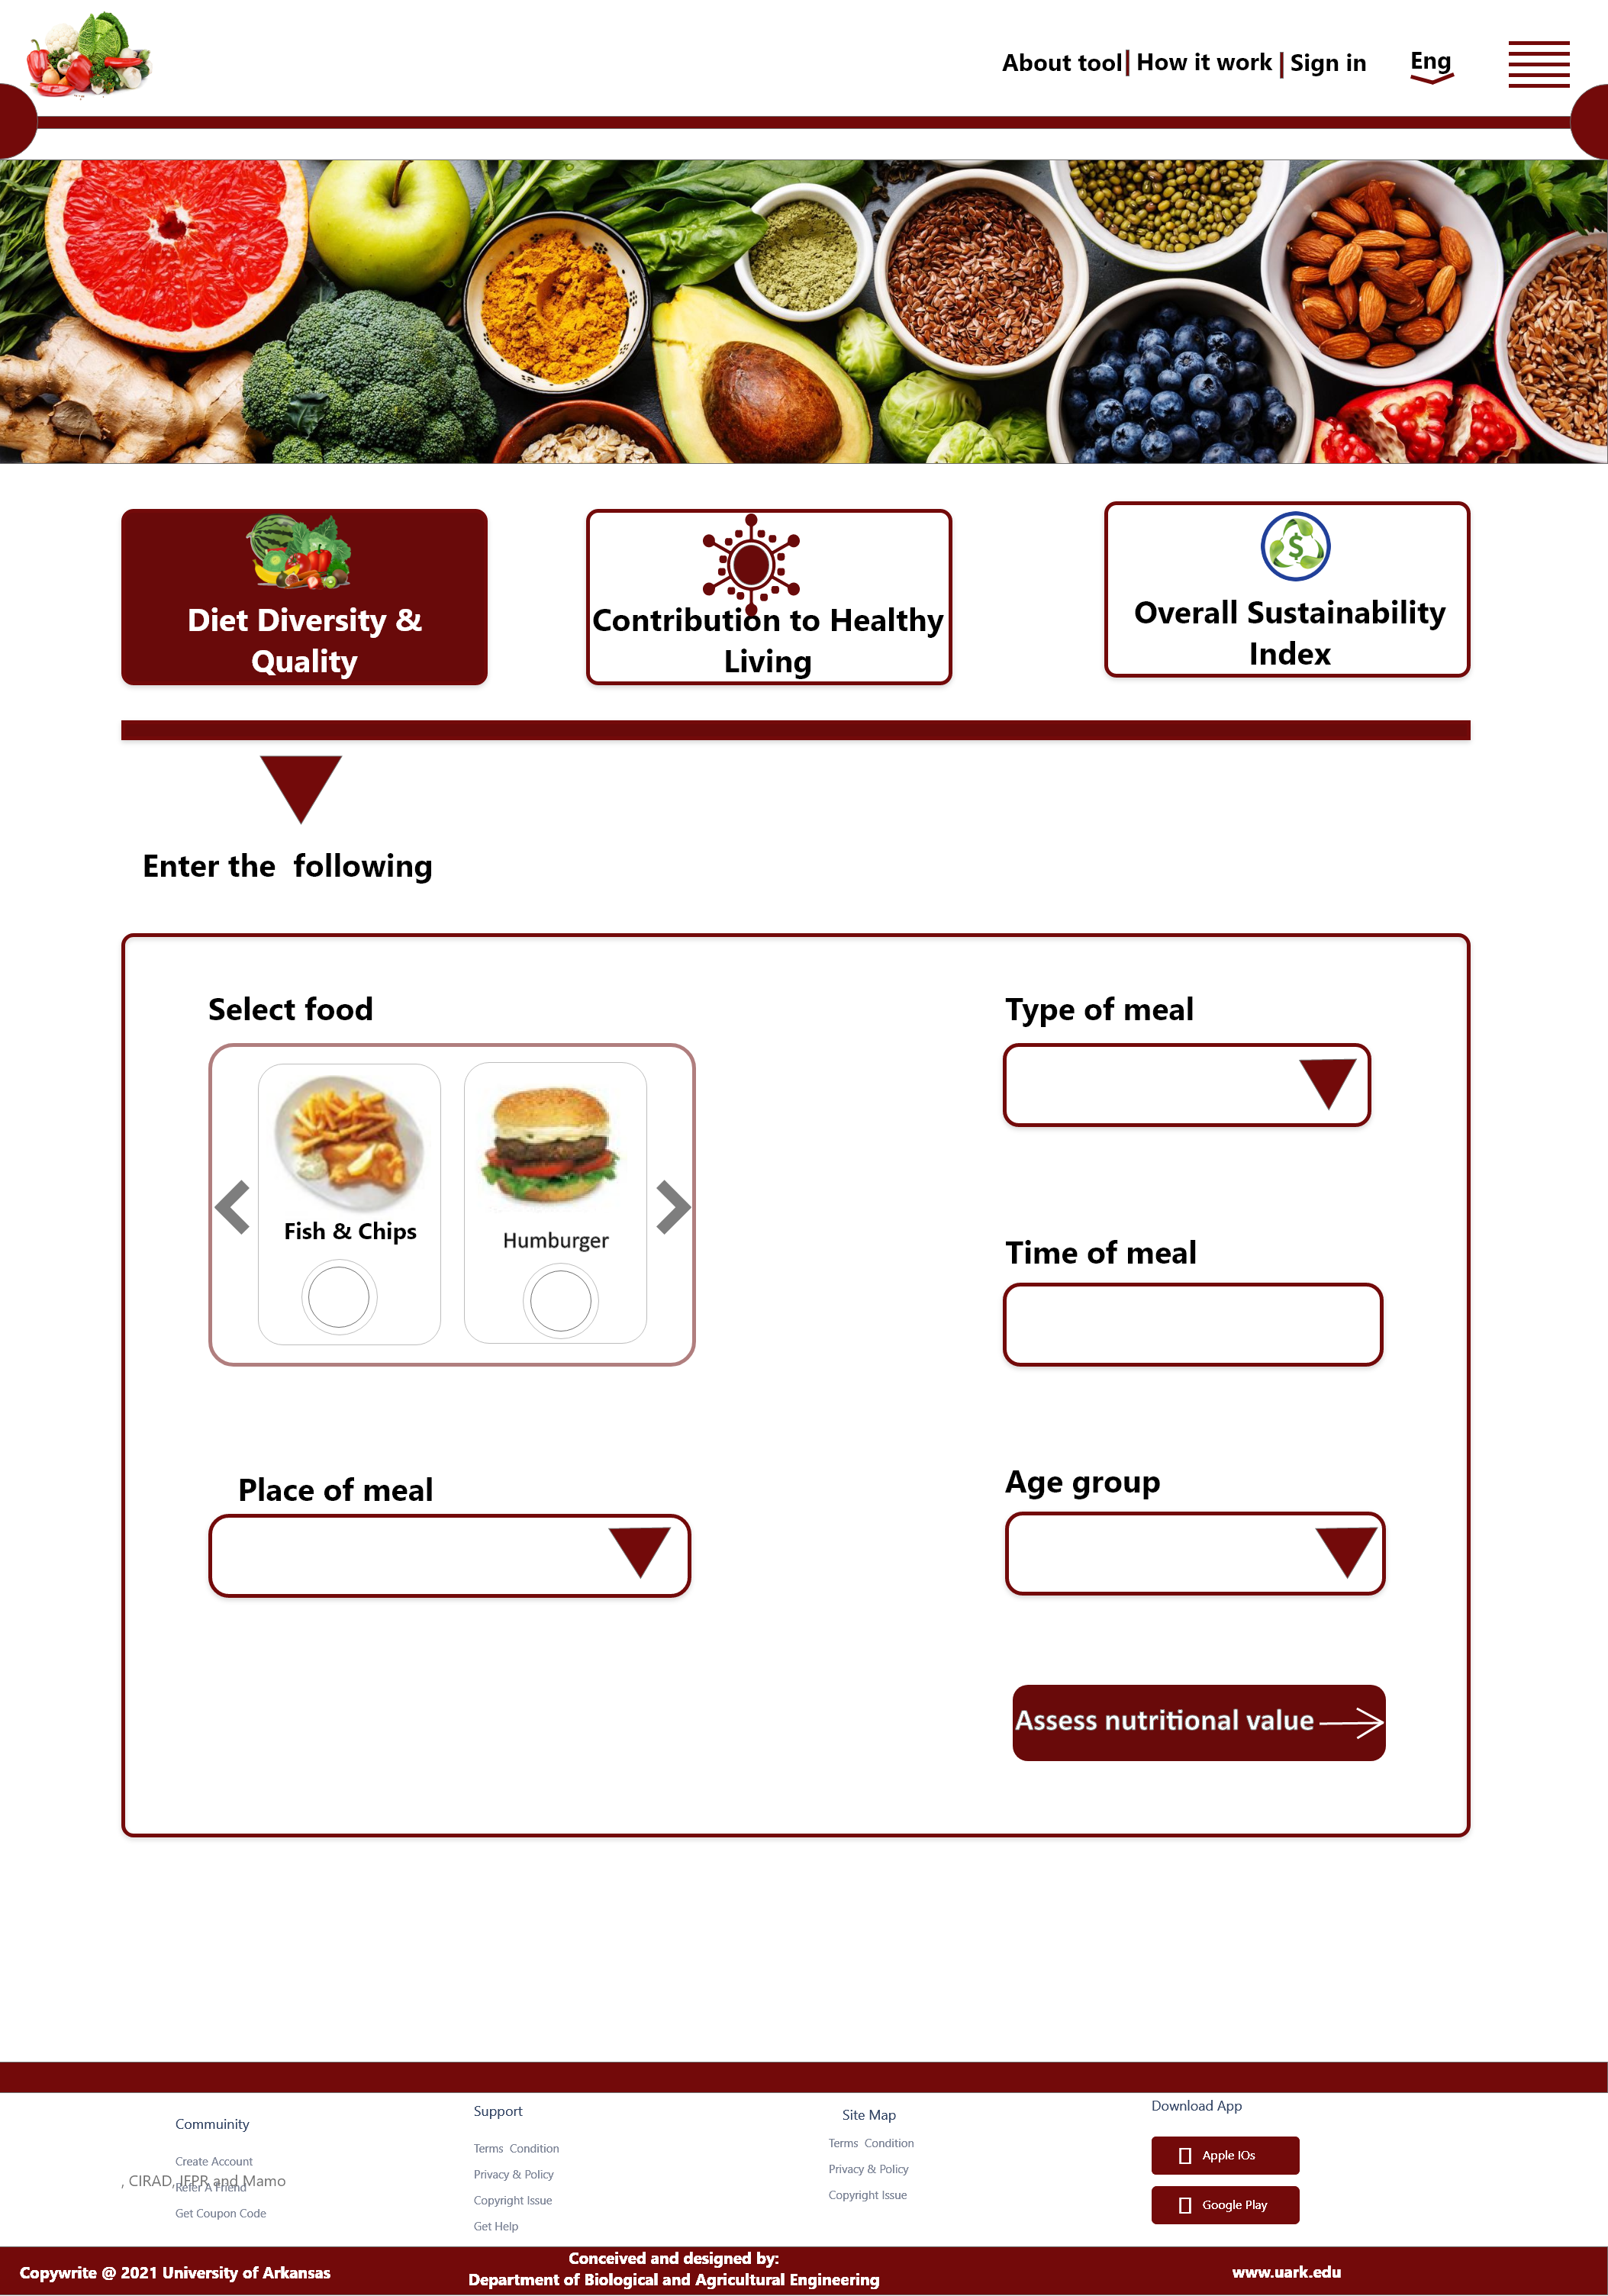 About tool
How it work
Sign in
Eng
Diet Diversity &
Quality
Contribution to Healthy
Living
Overall Sustainability
Index
Enter the  following
Select food
Type of meal
Fish & Chips
Humburger
Time of meal
Place of meal
Age group
Assess nutritional value
Commuinity
Create Account
, CIRAD, IFPR and Mamo
Refer A Friend
Get Coupon Code
Support
Terms  Condition
Privacy & Policy
Copyright Issue
Get Help
Site Map
Terms  Condition
Privacy & Policy
Copyright Issue
Download App
Apple IOs
Google Play
Copywrite @ 2021 University of Arkansas
Conceived and designed by:
Department of Biological and Agricultural Engineering
www.uark.edu